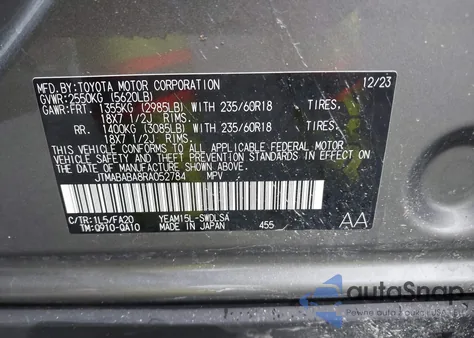 MFD.BY:TOYOTA MOTOR CORPORATION 12/23
GVWR:2550KG (5620LB)
GAWR:FRT. 1355KG (2985LB) WITH 235/60R18 TIRES,
18X7 1/2J RIMS.
RR. 1400KG (3085LB) WITH 235/60R18 TIRES,
18X7 1/2J RIMS.
THIS VEHICLE CONFORMS TO ALL APPLICABLE FEDERAL MOTOR
VEHICLE SAFETY AND THEFT PREVENTION STANDARDS IN EFFECT ON
THE DATE OF MANUFACTURE SHOWN ABOVE.
JTMABABA8RA052784 MPV
C/TR:1L5/FA20 YEAM15L-SWDLSA
TM:Q910-QA10 MADE IN JAPAN 455 AA
autoSnap